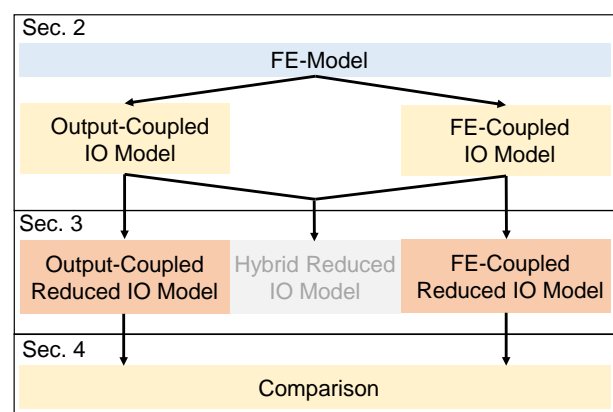 Sec. 2
FE-Model
Output-Coupled
IO Model
FE-Coupled
IO Model
Sec. 3
Output-Coupled
Reduced IO Model
Hybrid Reduced
IO Model
FE-Coupled
Reduced IO Model
Sec. 4
Comparison